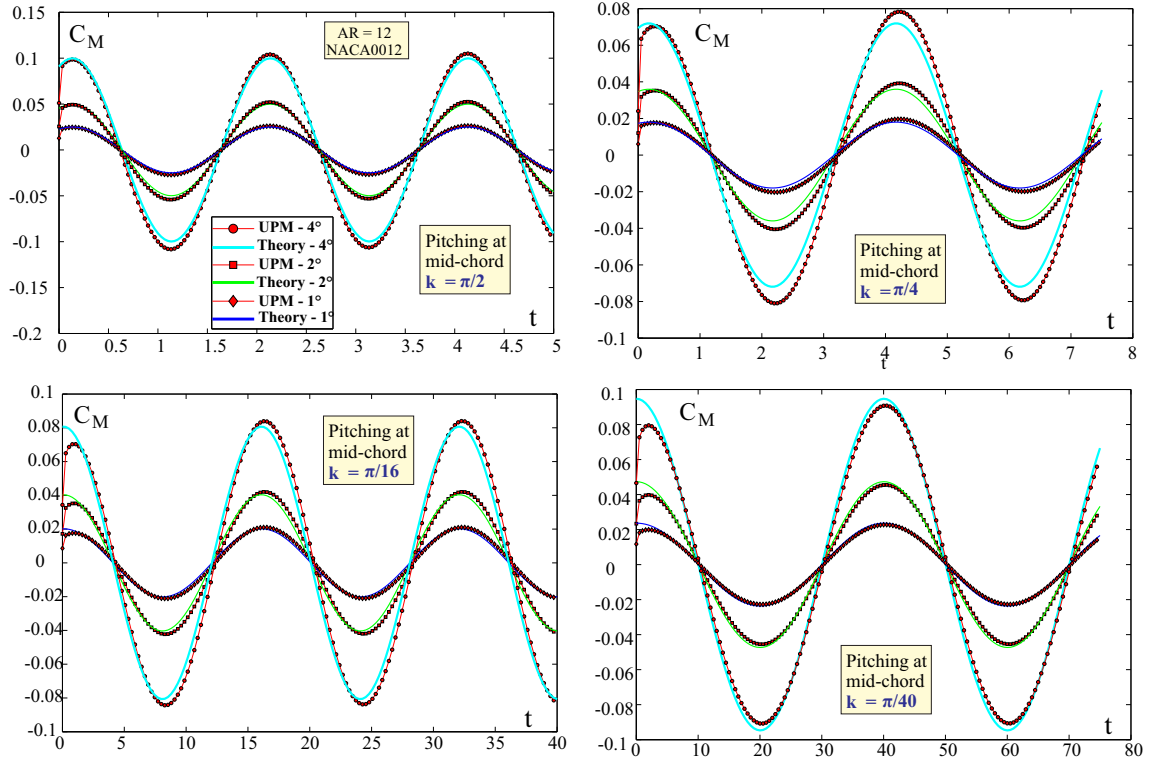 0.15
0.1
0.05
0
-0.05
-0.1
-0.15
-0.2
C_M
AR = 12
NACA0012
UPM - 4°
Theory - 4°
UPM - 2°
Theory - 2°
UPM - 1°
Theory - 1°
Pitching at
mid-chord
k = π/2
t
0 0.5 1 1.5 2 2.5 3 3.5 4 4.5 5
0.08
0.06
0.04
0.02
0
-0.02
-0.04
-0.06
-0.08
-0.1
C_M
Pitching at
mid-chord
k = π/4
t
0 1 2 3 4 5 6 7 8
t
0.1
0.08
0.06
0.04
0.02
0
-0.02
-0.04
-0.06
-0.08
-0.1
C_M
Pitching at
mid-chord
k = π/16
t
0 5 10 15 20 25 30 35 40
0.1
0.08
0.06
0.04
0.02
0
-0.02
-0.04
-0.06
-0.08
-0.1
C_M
Pitching at
mid-chord
k = π/40
t
0 10 20 30 40 50 60 70 80